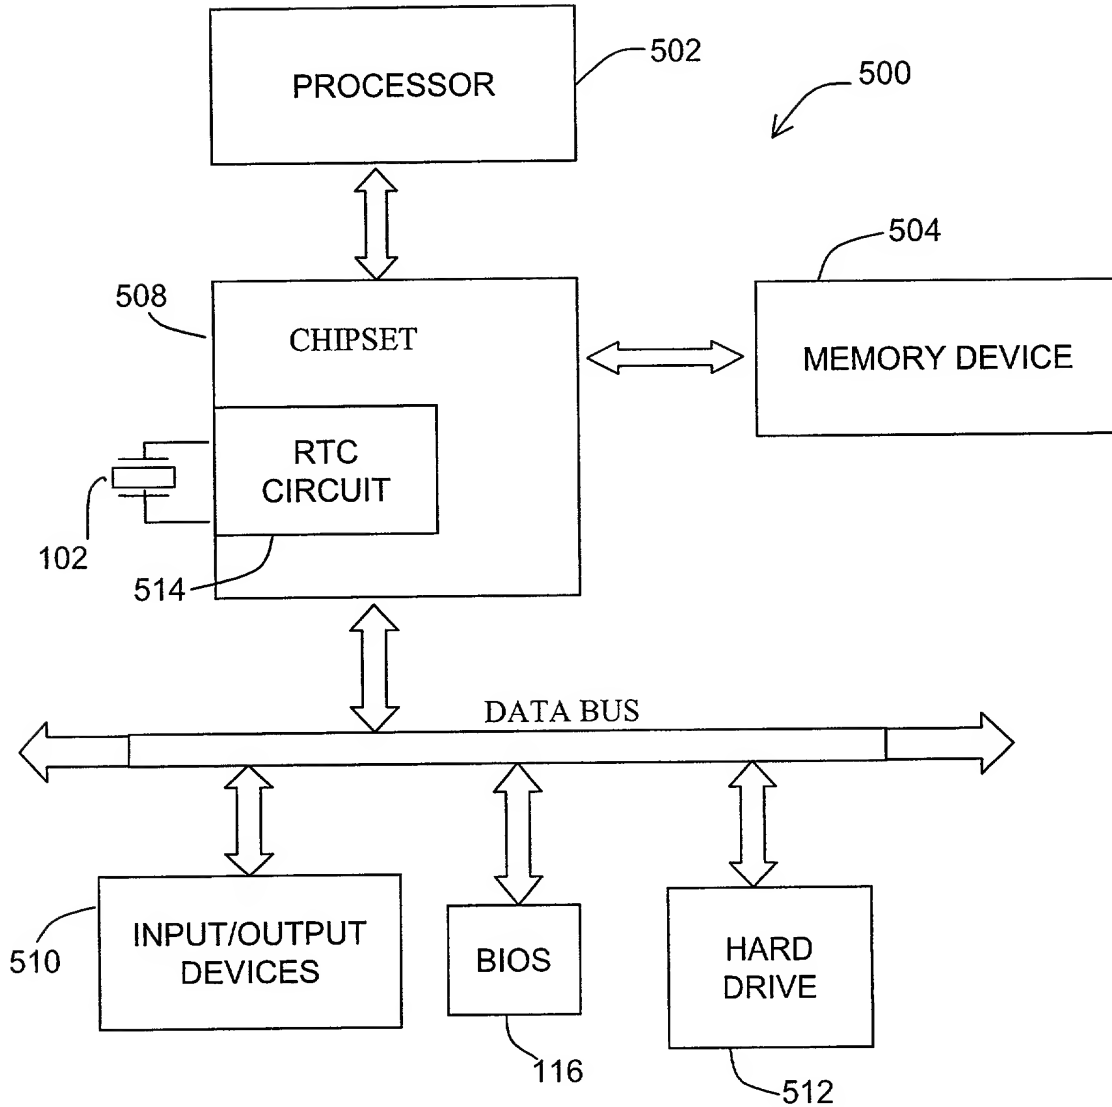 PROCESSOR
502
500
504
508
CHIPSET
MEMORY DEVICE
RTC
CIRCUIT
102
514
DATA BUS
INPUT/OUTPUT
DEVICES
510
BIOS
HARD
DRIVE
116
512